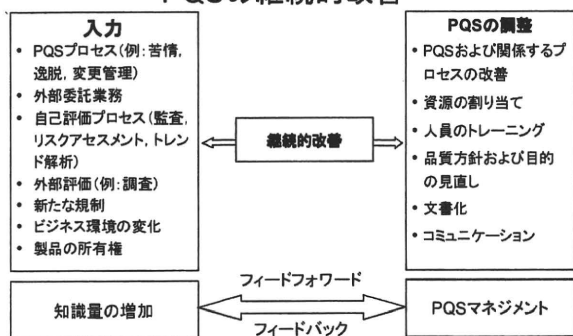 PQSの継続的改善
入力
• PQSプロセス(例:苦情,
逸脱, 変更管理)
• 外部委託業務
• 自己評価プロセス(監査,
リスクアセスメント, トレン
ド解析)
• 外部評価(例:調査)
• 新たな規制
• ビジネス環境の変化
• 製品の所有権
継続的改善
PQSの調整
• PQSおよび関係するプ
ロセスの改善
• 資源の割り当て
• 人員のトレーニング
• 品質方針および目的
の見直し
• 文書化
• コミュニケーション
知識量の増加
フィードフォワード
フィードバック
PQSマネジメント